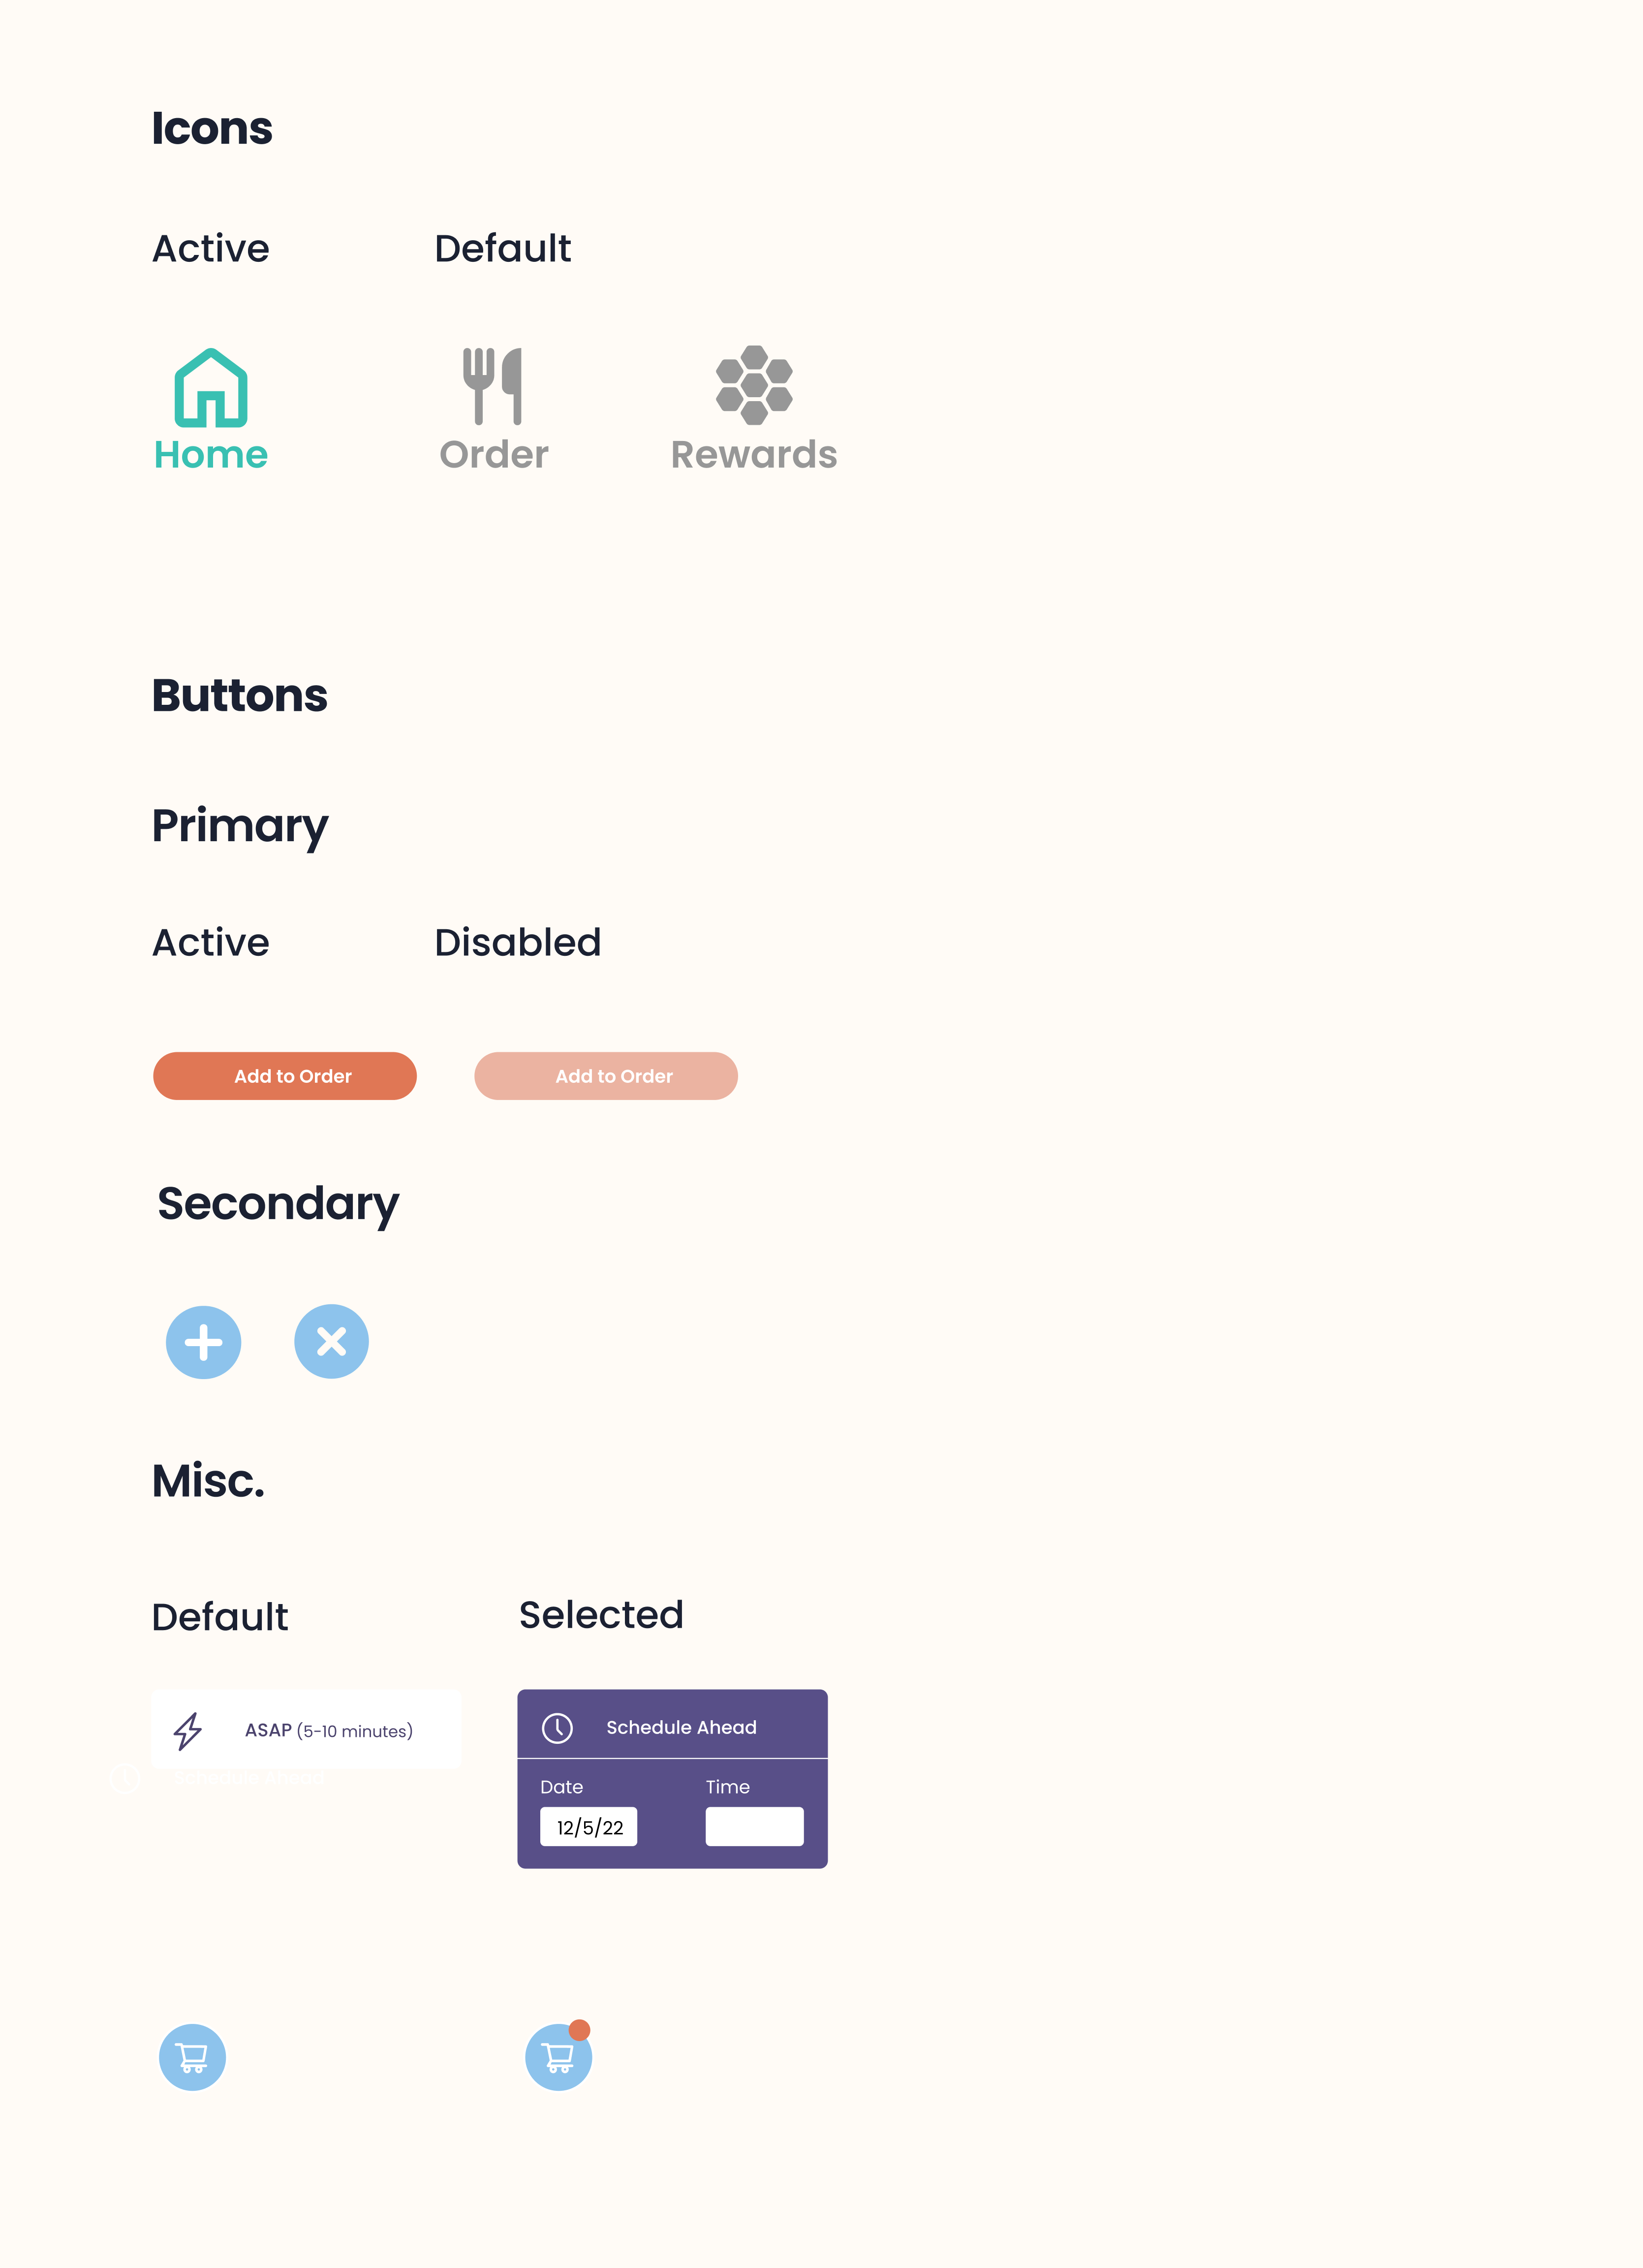 Icons
Active Default
Home Order Rewards
Buttons
Primary
Active Disabled
Add to Order Add to Order
Secondary
Misc.
Default Selected
ASAP (5-10 minutes)
Schedule Ahead
Date Time
12/5/22